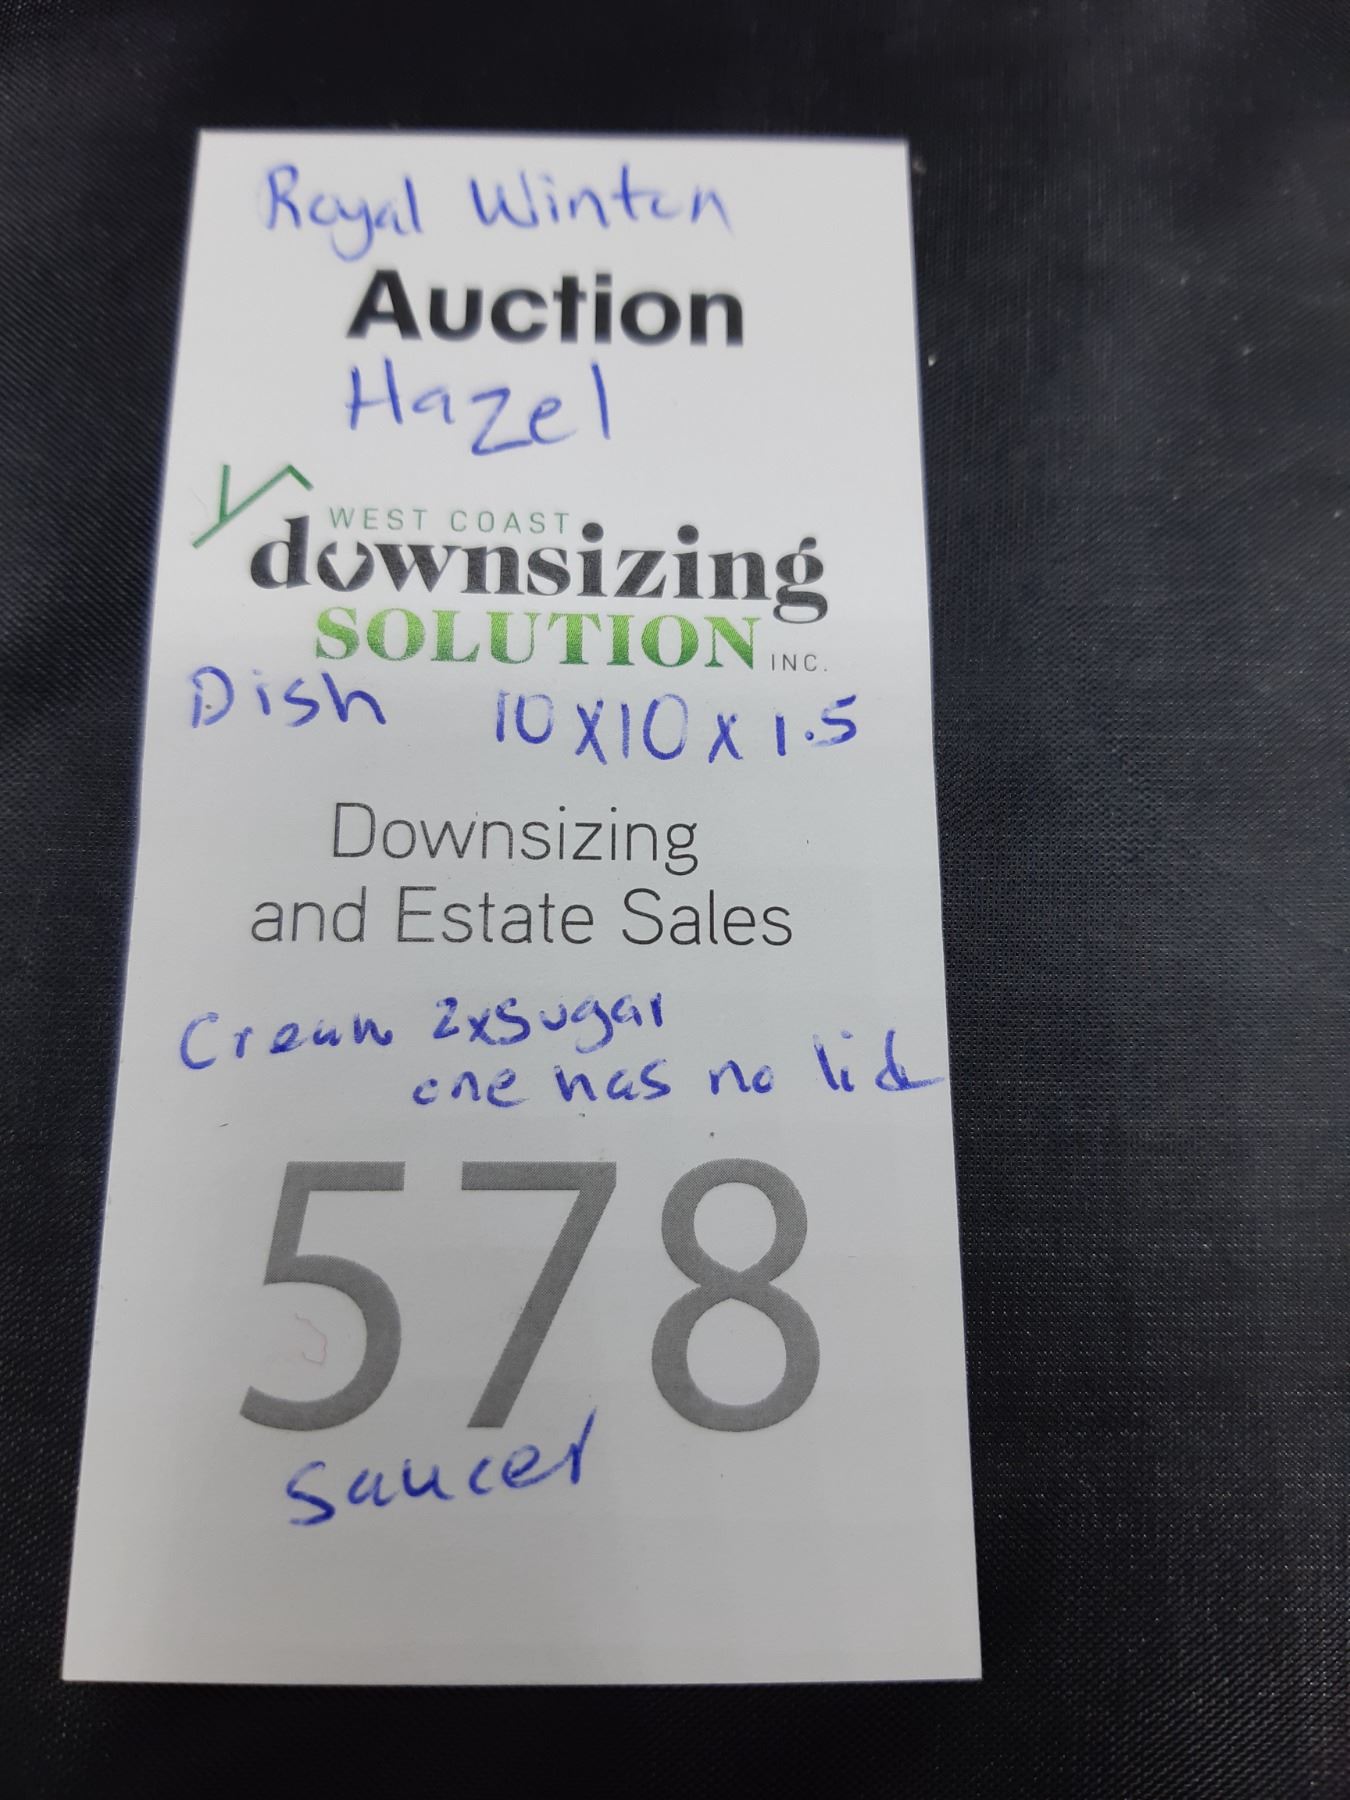 Royal Winton
Auction
Hazel
WEST COAST
downsizing
SOLUTION INC.
Dish 10x10x1.5
Downsizing
and Estate Sales
Cream 2xSugar
one has no lid
578
Saucer